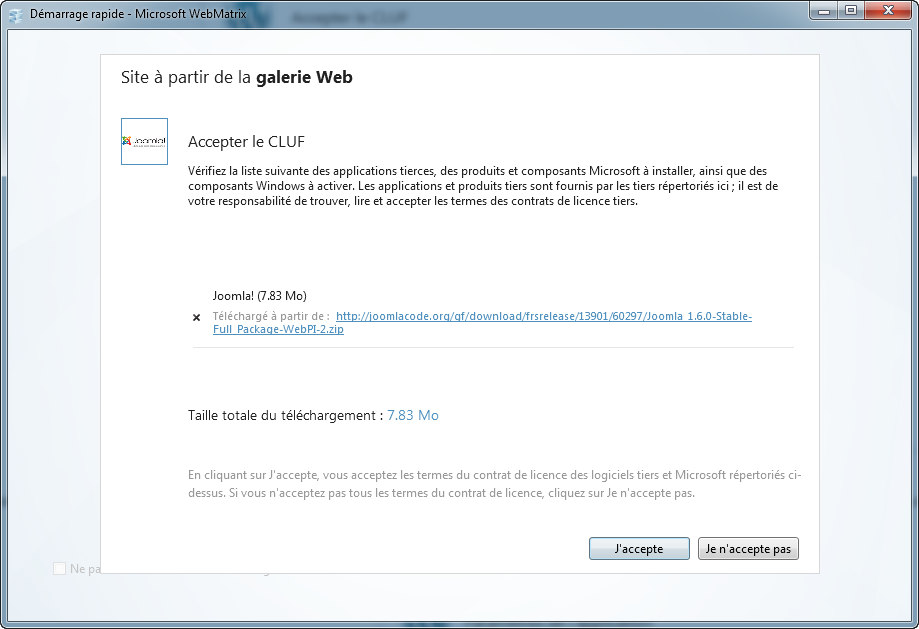 Démarrage rapide - Microsoft WebMatrix
Accepter le CLUF
Site à partir de la galerie Web
Joomla!
Accepter le CLUF
Vérifiez la liste suivante des applications tierces, des produits et composants Microsoft à installer, ainsi que des
composants Windows à activer. Les applications et produits tiers sont fournis par les tiers répertoriés ici ; il est de
votre responsabilité de trouver, lire et accepter les termes des contrats de licence tiers.
Joomla! (7.83 Mo)
Téléchargé à partir de : http://joomlacode.org/gf/download/frsrelease/13901/60297/Joomla_1.6.0-Stable-
Full_Package-WebPI-2.zip
Taille totale du téléchargement : 7.83 Mo
En cliquant sur J'accepte, vous acceptez les termes du contrat de licence des logiciels tiers et Microsoft répertoriés ci-
dessus. Si vous n'acceptez pas tous les termes du contrat de licence, cliquez sur Je n'accepte pas.
J'accepte
Je n'accepte pas
Ne pa